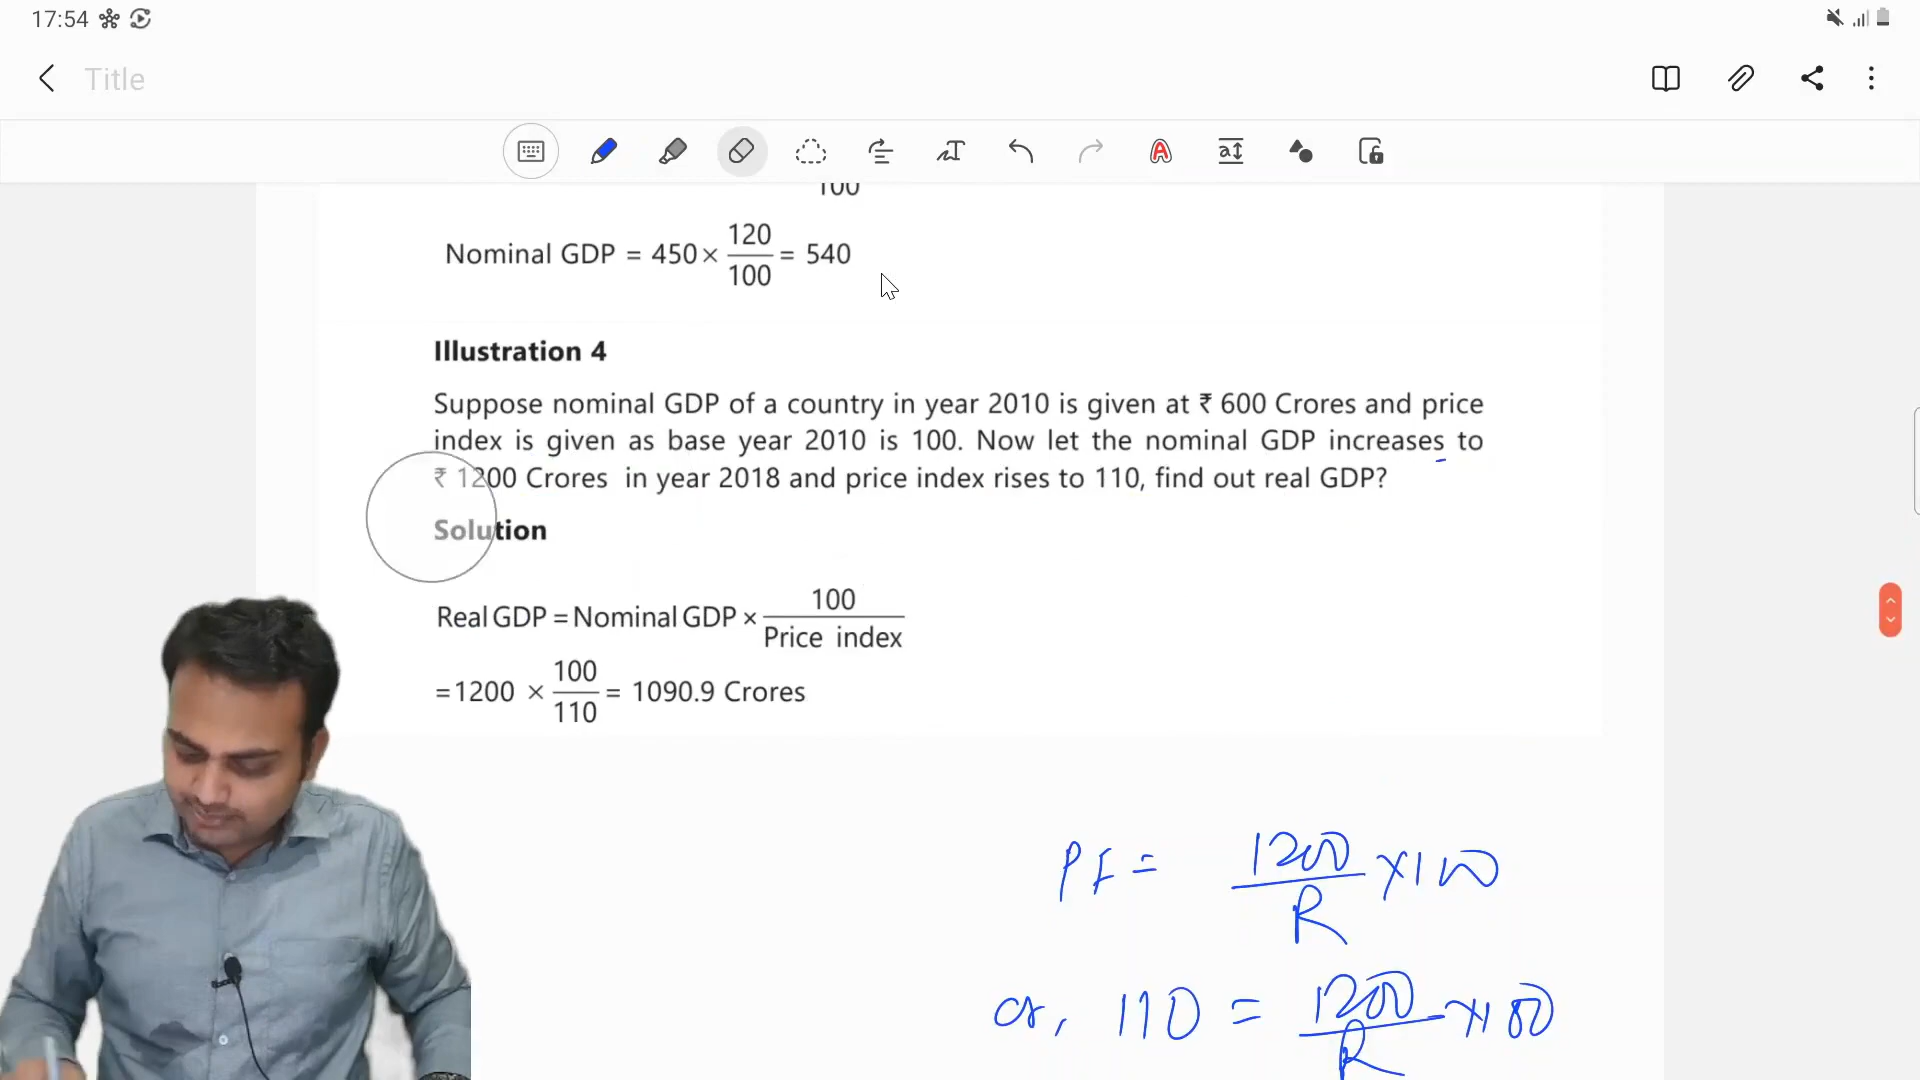 17:54
Title
100
Nominal GDP = 450 × 120/100 = 540
Illustration 4
Suppose nominal GDP of a country in year 2010 is given at ₹ 600 Crores and price
index is given as base year 2010 is 100. Now let the nominal GDP increases to
₹ 1200 Crores in year 2018 and price index rises to 110, find out real GDP?
Solution
Real GDP = Nominal GDP × 100/Price index
= 1200 × 100/110 = 1090.9 Crores
PI = 1200/R × 100
or, 110 = 1200/R × 100